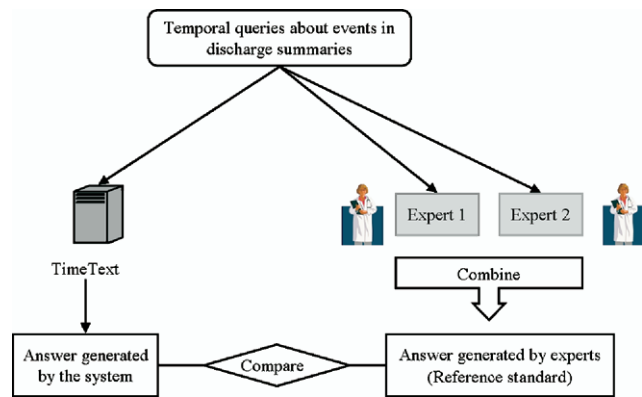 Temporal queries about events in
discharge summaries
Expert 1
Expert 2
TimeText
Combine
Answer generated
by the system
Compare
Answer generated by experts
(Reference standard)